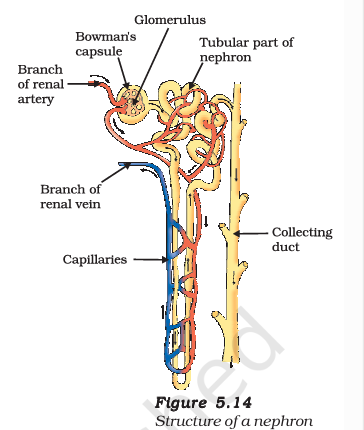 Glomerulus
Bowman's
capsule
Tubular part of
nephron
Branch
of renal
artery
Branch of
renal vein
Collecting
duct
Capillaries
shed
Figure 5.14
Structure of a nephron